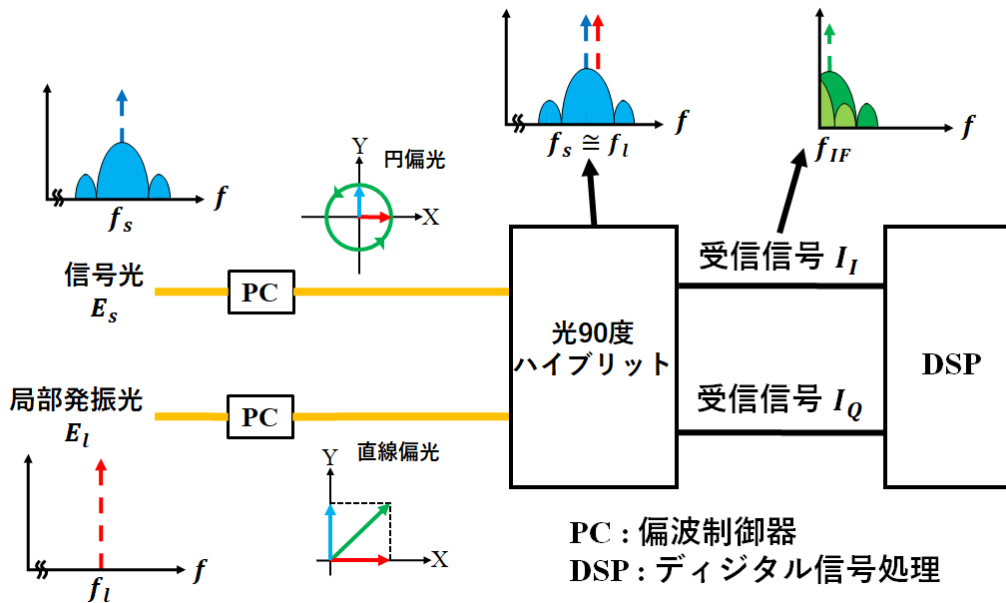 f
f_s
Y
円偏光
X
f
f_s ≅ f_l
f
f_IF
信号光
E_s
PC
光90度
ハイブリット
受信信号 I_I
DSP
局部発振光
E_l
PC
受信信号 I_Q
f
f_l
Y
直線偏光
X
PC : 偏波制御器
DSP : ディジタル信号処理